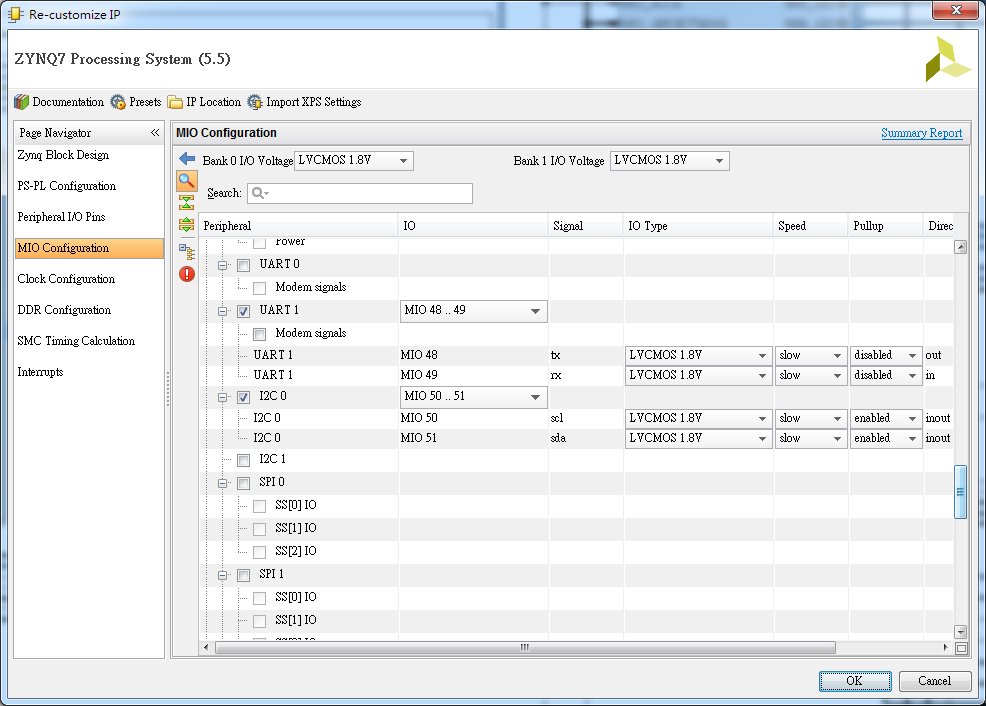 Re-customize IP
ZYNQ7 Processing System (5.5)
Documentation Presets IP Location Import XPS Settings
Page Navigator
Zynq Block Design
PS-PL Configuration
Peripheral I/O Pins
MIO Configuration
Clock Configuration
DDR Configuration
SMC Timing Calculation
Interrupts
MIO Configuration Summary Report
Bank 0 I/O Voltage LVCMOS 1.8V Bank 1 I/O Voltage LVCMOS 1.8V
Search:
Peripheral IO Signal IO Type Speed Pullup Direc
Power
UART 0
Modem signals
UART 1 MIO 48 .. 49
Modem signals
UART 1 MIO 48 tx LVCMOS 1.8V slow disabled out
UART 1 MIO 49 rx LVCMOS 1.8V slow disabled in
I2C 0 MIO 50 .. 51
I2C 0 MIO 50 scl LVCMOS 1.8V slow enabled inout
I2C 0 MIO 51 sda LVCMOS 1.8V slow enabled inout
I2C 1
SPI 0
SS[0] IO
SS[1] IO
SS[2] IO
SPI 1
SS[0] IO
SS[1] IO
OK Cancel